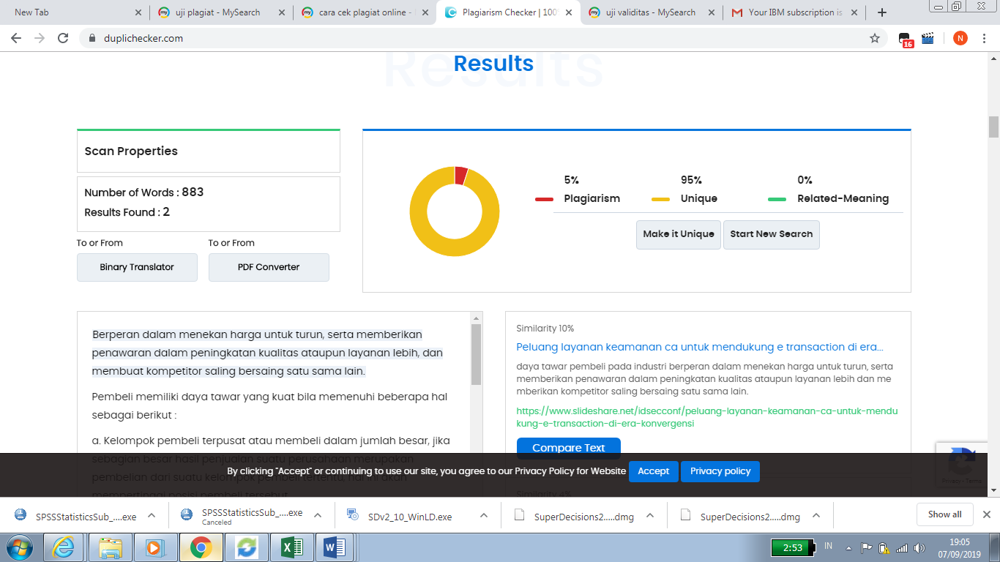 New Tab
uji plagiat - MySearch
cara cek plagiat online -
Plagiarism Checker | 100%
uji validitas - MySearch
Your IBM subscription is
duplichecker.com
16
N
Results
Results
Scan Properties
Number of Words : 883
Results Found : 2
To or From
To or From
Binary Translator
PDF Converter
5%
95%
0%
Plagiarism
Unique
Related-Meaning
Make it Unique
Start New Search
Berperan dalam menekan harga untuk turun, serta memberikan
penawaran dalam peningkatan kualitas ataupun layanan lebih, dan
membuat kompetitor saling bersaing satu sama lain.
Pembeli memiliki daya tawar yang kuat bila memenuhi beberapa hal
sebagai berikut :
a. Kelompok pembeli terpusat atau membeli dalam jumlah besar, jika
sebagian besar hasil penjualan suatu perusahaan merupakan
pembelian dari suatu kelompok pembeli tertentu, hal ini akan
mempertinggi posisi pembeli tersebut
Similarity 10%
Peluang layanan keamanan ca untuk mendukung e transaction di era...
daya tawar pembeli pada industri berperan dalam menekan harga untuk turun, serta
memberikan penawaran dalam peningkatan kualitas ataupun layanan lebih dan me
mberikan kompetitor saling bersaing satu sama lain.
https://www.slideshare.net/idsecconf/peluang-layanan-keamanan-ca-untuk-mendu
kung-e-transaction-di-era-konvergensi
Compare Text
Similarity 4%
By clicking "Accept" or continuing to use our site, you agree to our Privacy Policy for Website
Accept
Privacy policy
Privacy - Terms
SPSSStatisticsSub_....exe
SPSSStatisticsSub_....exe
Canceled
SDv2_10_WinLD.exe
SuperDecisions2.....dmg
SuperDecisions2.....dmg
Show all
2:53
IN
19:05
07/09/2019